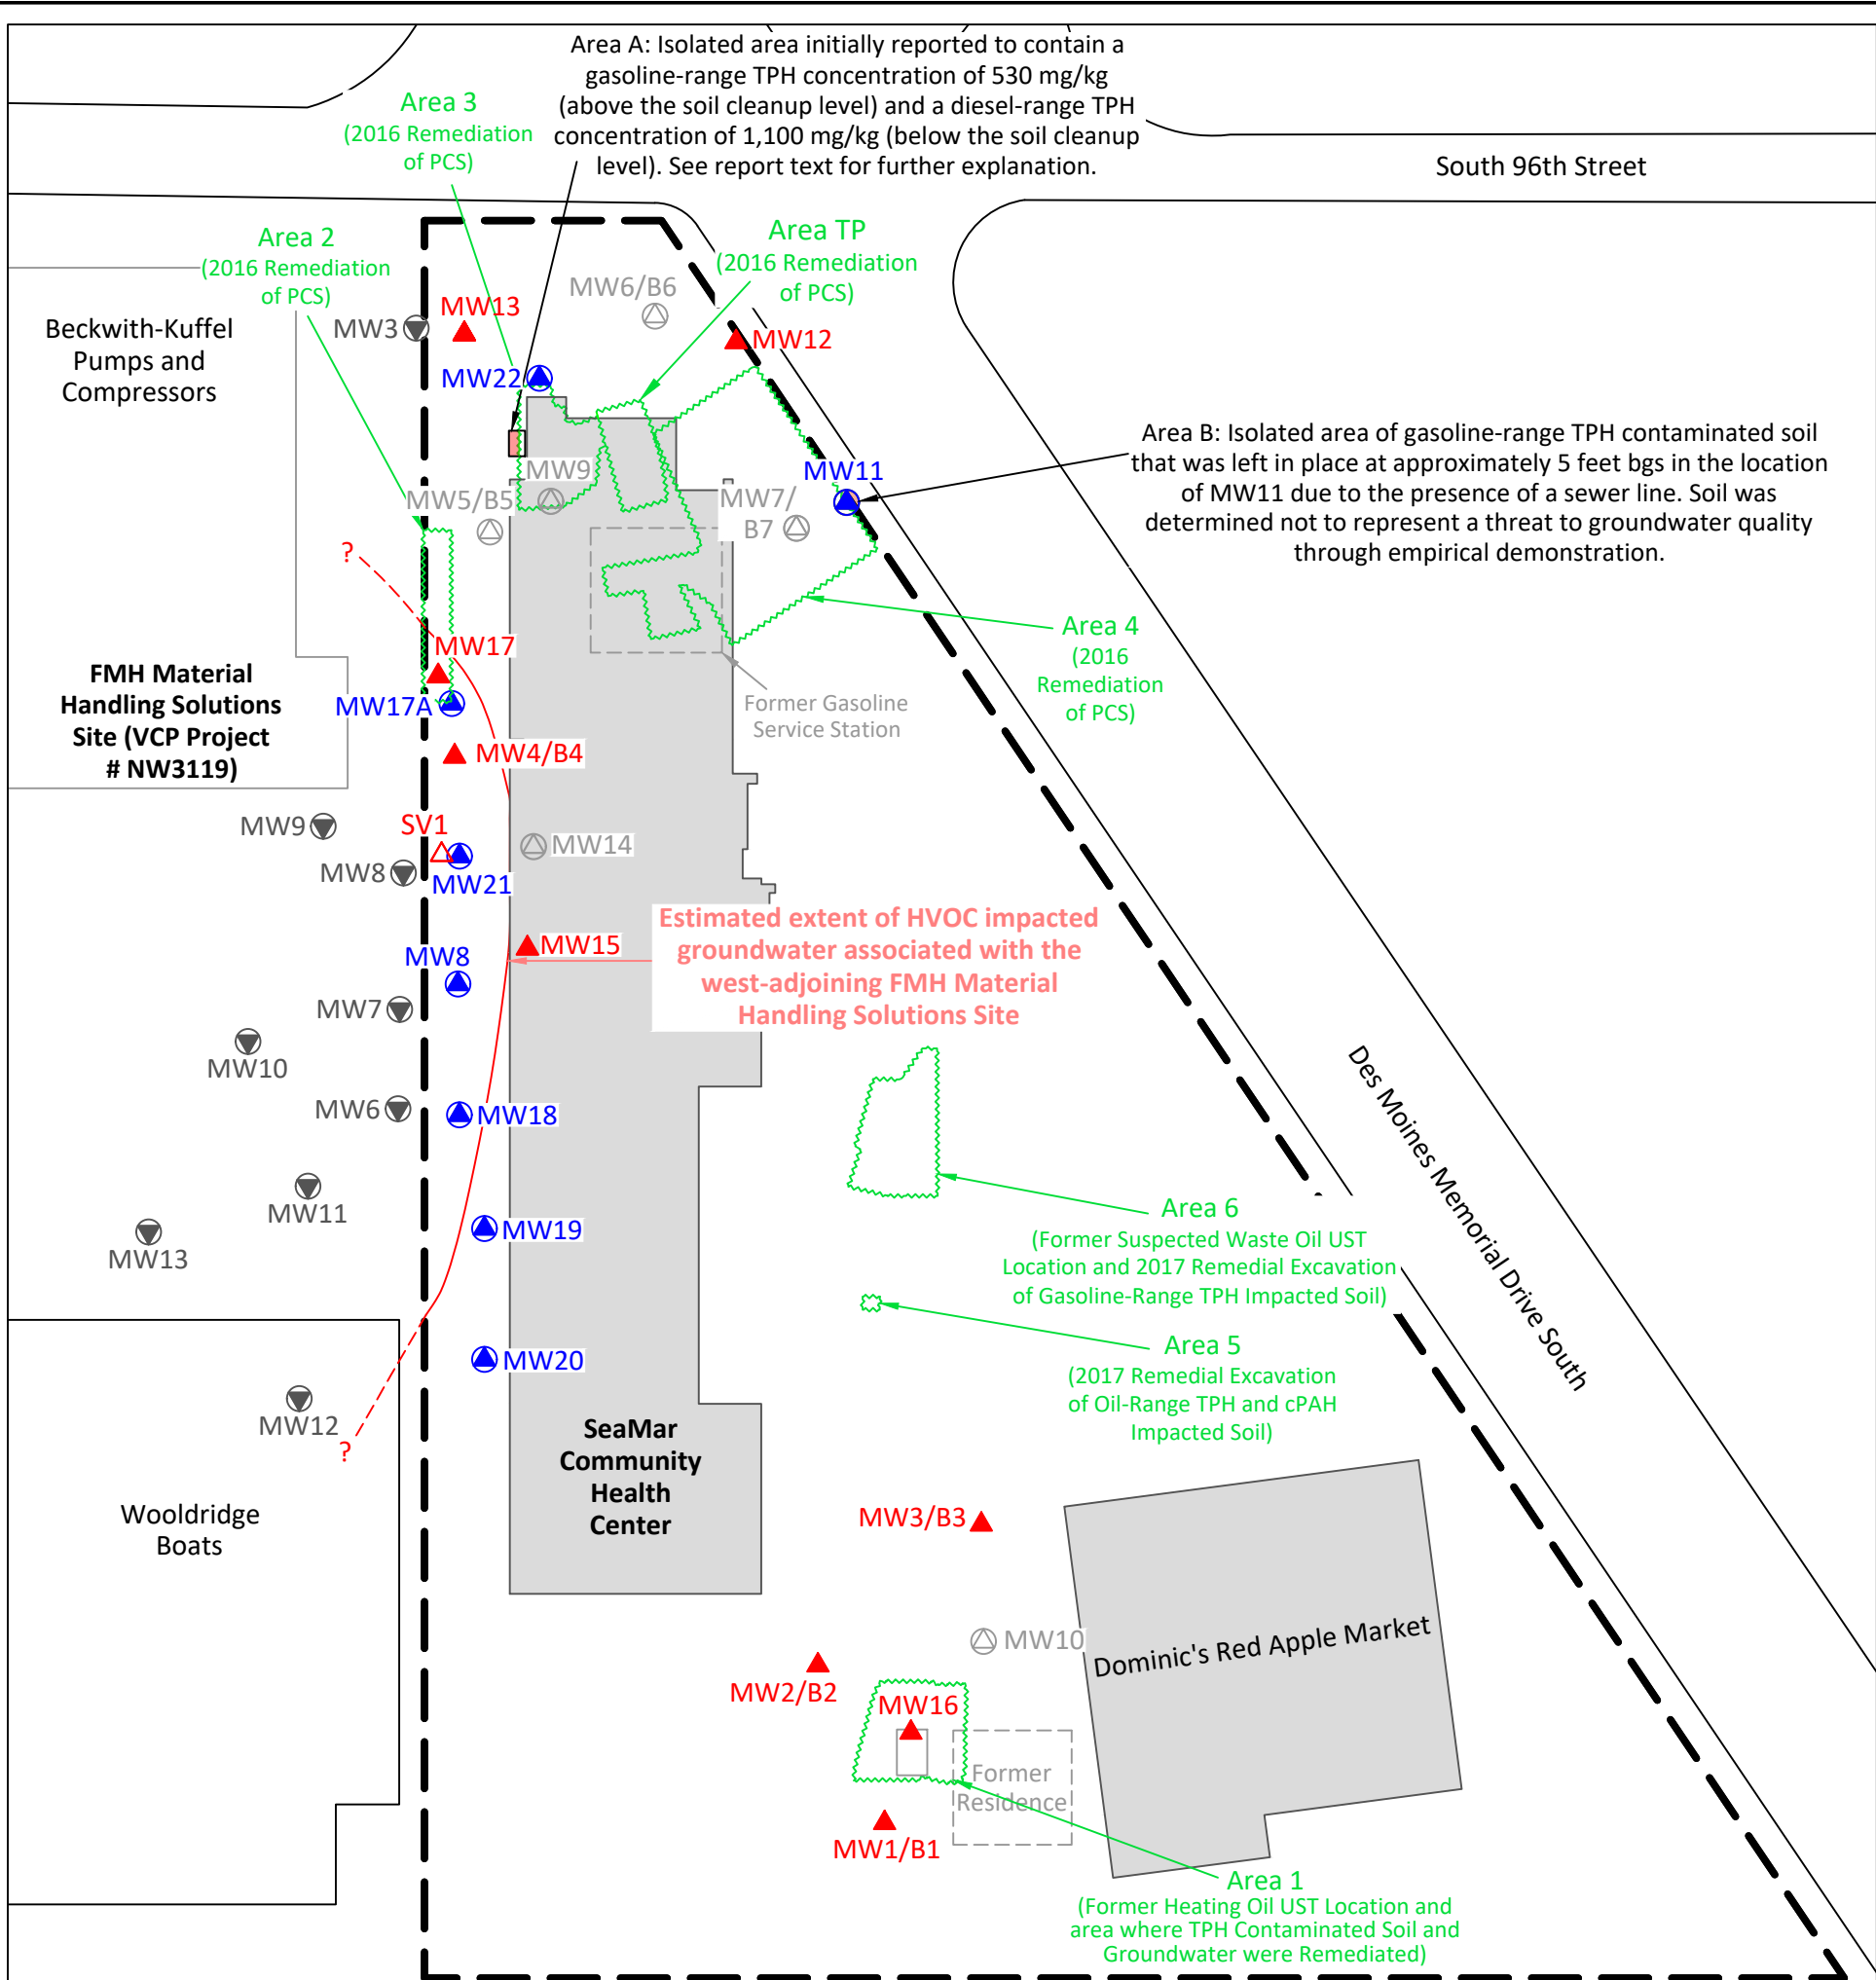 Area A: Isolated area initially reported to contain a
gasoline-range TPH concentration of 530 mg/kg
(above the soil cleanup level) and a diesel-range TPH
concentration of 1,100 mg/kg (below the soil cleanup
level). See report text for further explanation.
Area 3
(2016 Remediation
of PCS)
South 96th Street
Area 2
(2016 Remediation
of PCS)
Area TP
(2016 Remediation
of PCS)
MW6/B6
Beckwith-Kuffel
Pumps and
Compressors
MW3
MW13
MW12
MW22
Area B: Isolated area of gasoline-range TPH contaminated soil
that was left in place at approximately 5 feet bgs in the location
of MW11 due to the presence of a sewer line. Soil was
determined not to represent a threat to groundwater quality
through empirical demonstration.
MW9
MW11
MW5/B5
MW7/
B7
?
Area 4
(2016
Remediation
of PCS)
MW17
FMH Material
Handling Solutions
Site (VCP Project
# NW3119)
MW17A
Former Gasoline
Service Station
MW4/B4
MW9
SV1
MW14
MW8
MW21
Estimated extent of HVOC impacted
groundwater associated with the
west-adjoining FMH Material
Handling Solutions Site
MW15
MW8
MW7
MW10
MW6
MW18
Des Moines Memorial Drive South
MW11
MW13
MW19
Area 6
(Former Suspected Waste Oil UST
Location and 2017 Remedial Excavation
of Gasoline-Range TPH Impacted Soil)
MW20
Area 5
(2017 Remedial Excavation
of Oil-Range TPH and cPAH
Impacted Soil)
MW12
?
SeaMar
Community
Health
Center
Wooldridge
Boats
MW3/B3
MW10
Dominic's Red Apple Market
MW2/B2
MW16
Former
Residence
MW1/B1
Area 1
(Former Heating Oil UST Location and
area where TPH Contaminated Soil and
Groundwater were Remediated)